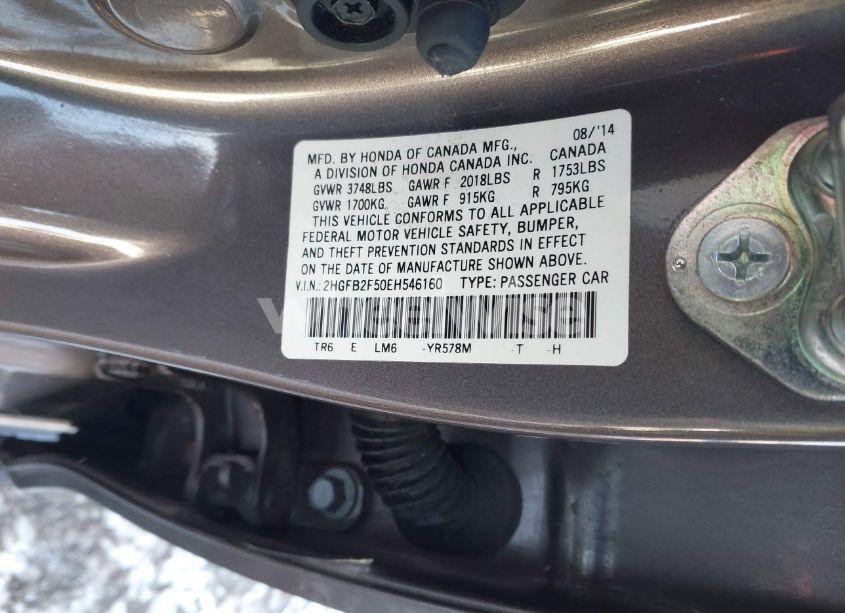 08/'14
MFD. BY HONDA OF CANADA MFG.,
A DIVISION OF HONDA CANADA INC. CANADA
GVWR 3748LBS GAWR F 2018LBS R 1753LBS
GVWR 1700KG. GAWR F 915KG R 795KG
THIS VEHICLE CONFORMS TO ALL APPLICABLE
FEDERAL MOTOR VEHICLE SAFETY, BUMPER,
AND THEFT PREVENTION STANDARDS IN EFFECT
ON THE DATE OF MANUFACTURE SHOWN ABOVE.
V.I.N.: 2HGFB2F50EH546160 TYPE: PASSENGER CAR
TR6 E LM6 -YR578M -T -H